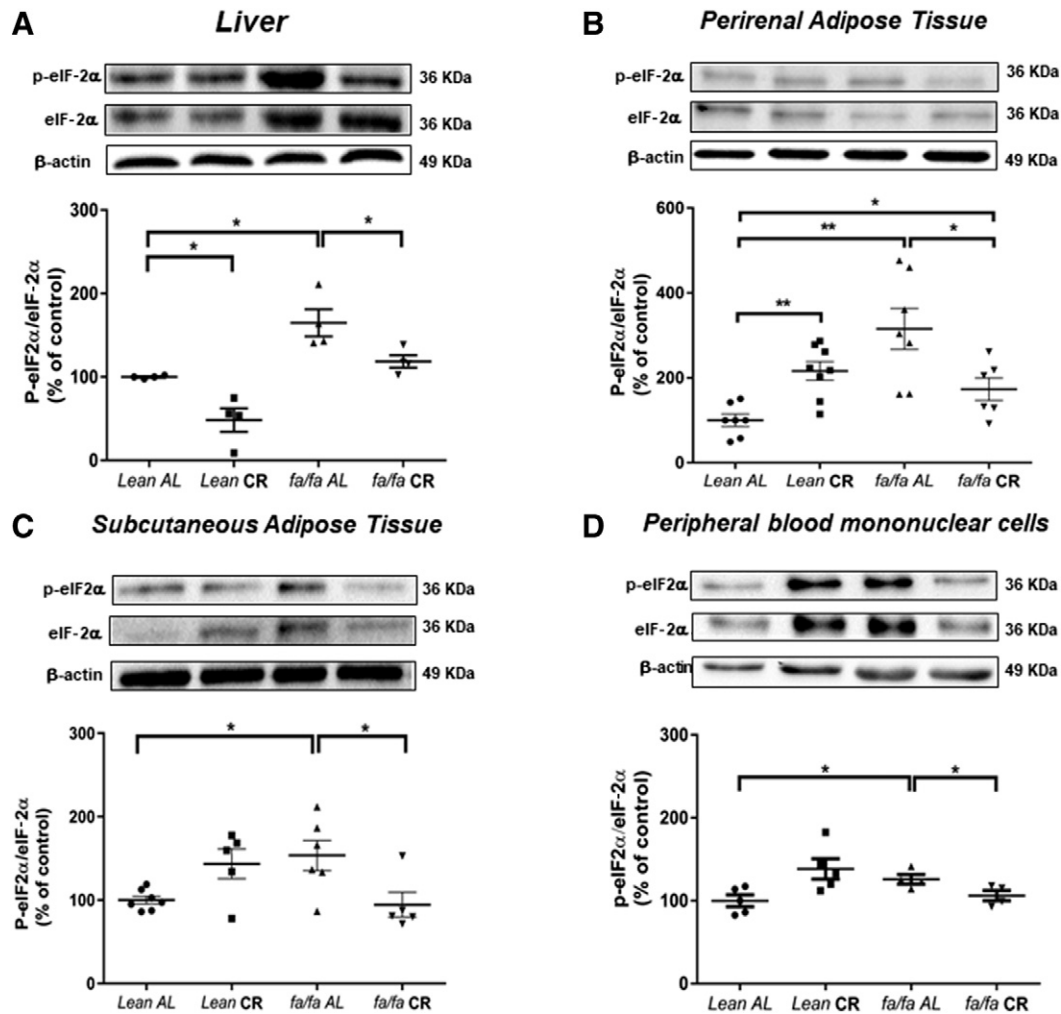 A
Liver
p-eIF-2α
36 KDa
eIF-2α
36 KDa
β-actin
49 KDa
P-eIF2α/eIF-2α
(% of control)
300
200
100
0
*
*
*
Lean AL
Lean CR
fa/fa AL
fa/fa CR
B
Perirenal Adipose Tissue
p-eIF-2α
36 KDa
eIF-2α
36 KDa
β-actin
49 KDa
P-eIF2α/eIF-2α
(% of control)
600
400
200
0
*
**
*
**
Lean AL
Lean CR
fa/fa AL
fa/fa CR
C
Subcutaneous Adipose Tissue
p-eIF2α
36 KDa
eIF-2α
36 KDa
β-actin
49 KDa
P-eIF2α/eIF-2α
(% of control)
300
200
100
0
*
*
Lean AL
Lean CR
fa/fa AL
fa/fa CR
D
Peripheral blood mononuclear cells
p-eIF2α
36 KDa
eIF-2α
36 KDa
β-actin
49 KDa
p-eIF2α/eIF-2α
(% of control)
300
200
100
0
*
*
Lean AL
Lean CR
fa/fa AL
fa/fa CR